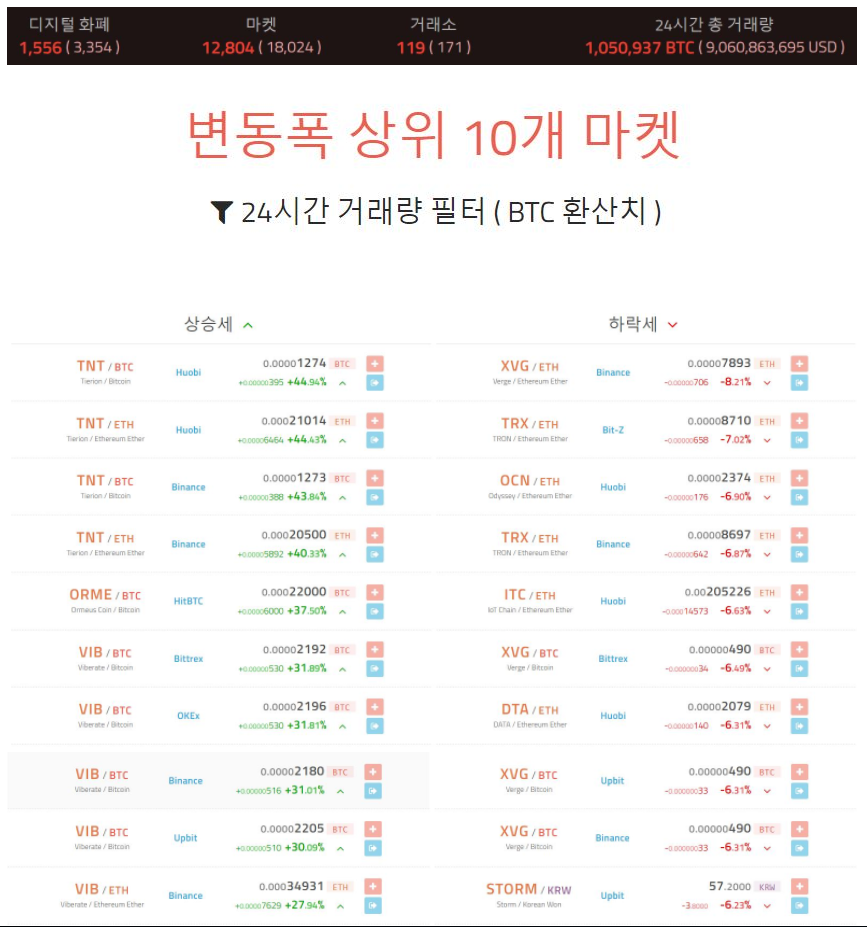 디지털 화폐 마켓 거래소 24시간 총 거래량
1,556 ( 3,354 ) 12,804 ( 18,024 ) 119 ( 171 ) 1,050,937 BTC ( 9,060,863,695 USD )
변동폭 상위 10개 마켓
24시간 거래량 필터 ( BTC 환산치 )
상승세
TNT / BTC Huobi 0.00001274 BTC
Tierion / Bitcoin +0.00000395 +44.94%
TNT / ETH Huobi 0.00021014 ETH
Tierion / Ethereum Ether +0.00006464 +44.43%
TNT / BTC Binance 0.00001273 BTC
Tierion / Bitcoin +0.00000388 +43.84%
TNT / ETH Binance 0.00020500 ETH
Tierion / Ethereum Ether +0.00005892 +40.33%
ORME / BTC HitBTC 0.00022000 BTC
Ormeus Coin / Bitcoin +0.00006000 +37.50%
VIB / BTC Bittrex 0.00002192 BTC
Viberate / Bitcoin +0.00000530 +31.89%
VIB / BTC OKEx 0.00002196 BTC
Viberate / Bitcoin +0.00000530 +31.81%
VIB / BTC Binance 0.00002180 BTC
Viberate / Bitcoin +0.00000516 +31.01%
VIB / BTC Upbit 0.00002205 BTC
Viberate / Bitcoin +0.00000510 +30.09%
VIB / ETH Binance 0.00034931 ETH
Viberate / Ethereum Ether +0.00007629 +27.94%
하락세
XVG / ETH Binance 0.00007893 ETH
Verge / Ethereum Ether -0.00000706 -8.21%
TRX / ETH Bit-Z 0.00008710 ETH
TRON / Ethereum Ether -0.00000658 -7.02%
OCN / ETH Huobi 0.00002374 ETH
Odyssey / Ethereum Ether -0.00000176 -6.90%
TRX / ETH Binance 0.00008697 ETH
TRON / Ethereum Ether -0.00000642 -6.87%
ITC / ETH Huobi 0.00205226 ETH
IoT Chain / Ethereum Ether -0.00014573 -6.63%
XVG / BTC Bittrex 0.00000490 BTC
Verge / Bitcoin -0.00000034 -6.49%
DTA / ETH Huobi 0.00002079 ETH
DATA / Ethereum Ether -0.00000140 -6.31%
XVG / BTC Upbit 0.00000490 BTC
Verge / Bitcoin -0.00000033 -6.31%
XVG / BTC Binance 0.00000490 BTC
Verge / Bitcoin -0.00000033 -6.31%
STORM / KRW Upbit 57.2000 KRW
Storm / Korean Won -3.8000 -6.23%